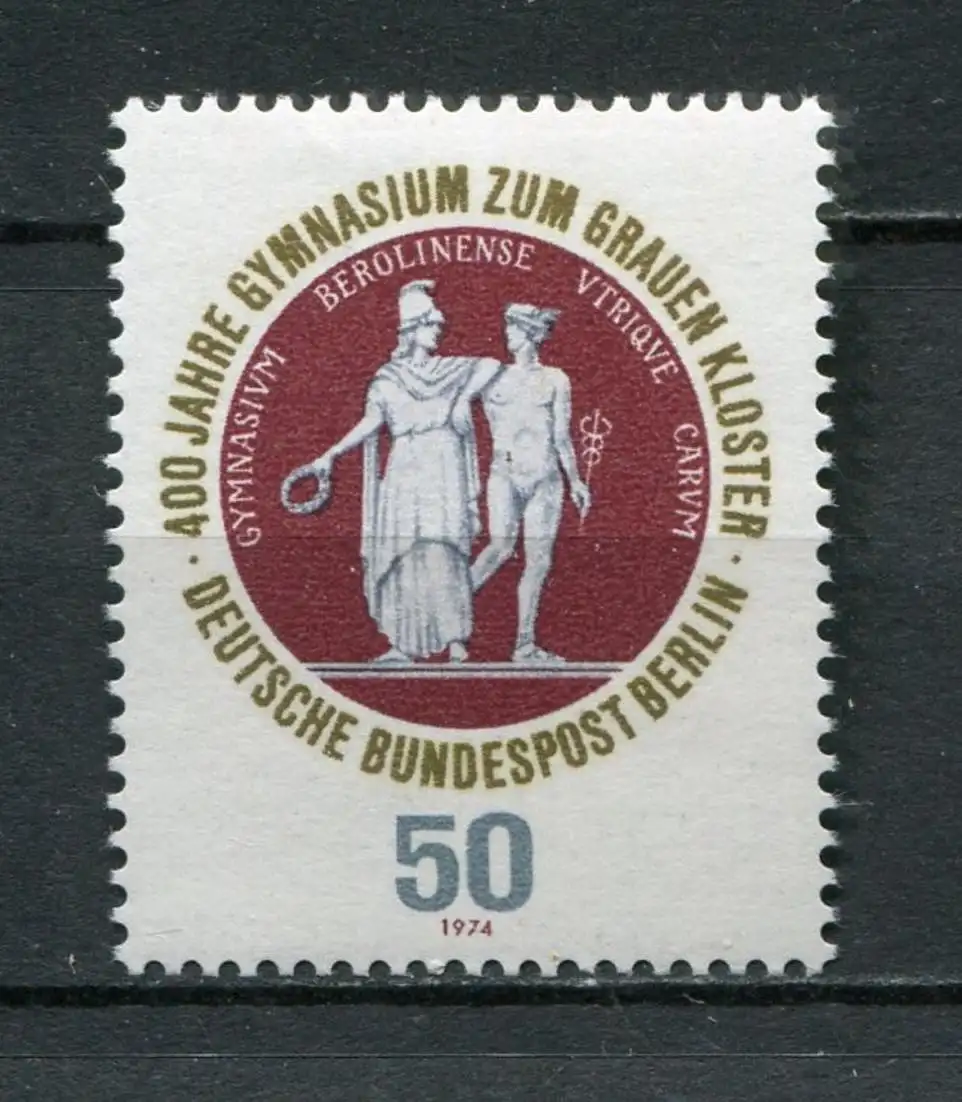 · 400 JAHRE GYMNASIUM ZUM GRAUEN KLOSTER ·
DEUTSCHE BUNDESPOST BERLIN
GYMNASIVM BEROLINENSE VTRIQVE CARVM
50
1974